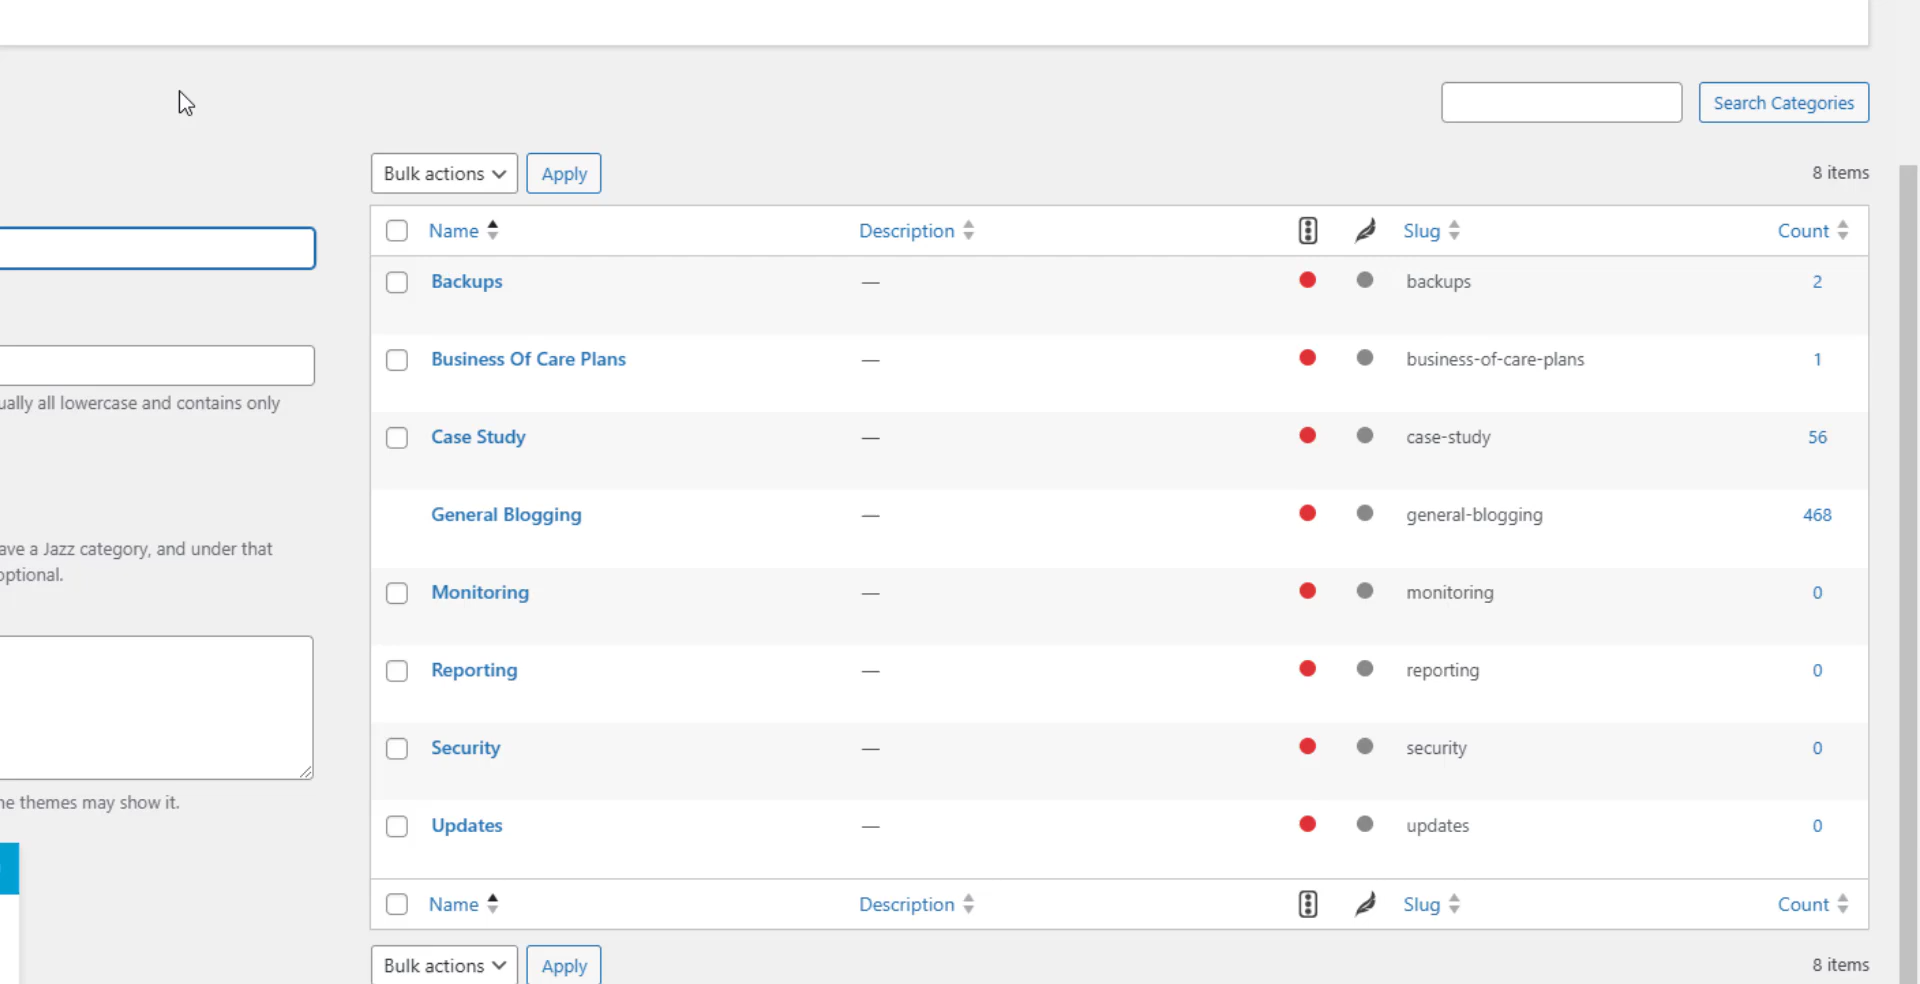 Search Categories
Bulk actions Apply 8 items
Name Description Slug Count
Backups — backups 2
Business Of Care Plans — business-of-care-plans 1
ually all lowercase and contains only
Case Study — case-study 56
General Blogging — general-blogging 468
ave a Jazz category, and under that
optional.
Monitoring — monitoring 0
Reporting — reporting 0
Security — security 0
ne themes may show it.
Updates — updates 0
Name Description Slug Count
Bulk actions Apply 8 items